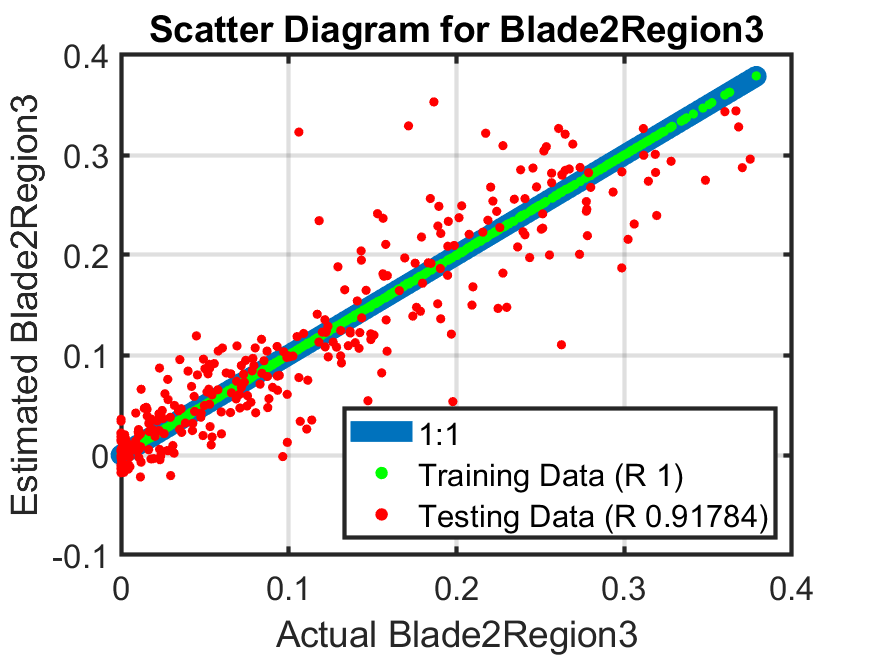 Scatter Diagram for Blade2Region3
0.4
0.3
0.2
0.1
0
-0.1
Estimated Blade2Region3
1:1
Training Data (R 1)
Testing Data (R 0.91784)
0 0.1 0.2 0.3 0.4
Actual Blade2Region3